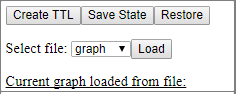 Create TTL Save State Restore
Select file: graph Load
Current graph loaded from file: